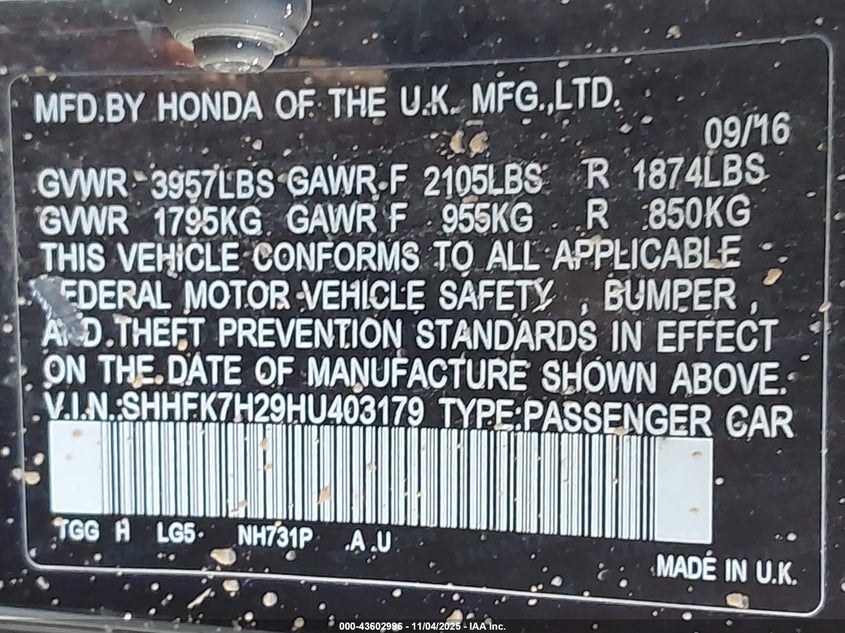 MFD.BY HONDA OF THE U.K. MFG.,LTD.
09/16
GVWR 3957LBS GAWR F 2105LBS R 1874LBS
GVWR 1795KG GAWR F 955KG R 850KG
THIS VEHICLE CONFORMS TO ALL APPLICABLE
FEDERAL MOTOR VEHICLE SAFETY , BUMPER ,
AND THEFT PREVENTION STANDARDS IN EFFECT
ON THE DATE OF MANUFACTURE SHOWN ABOVE.
V.I.N.:SHHFK7H29HU403179 TYPE:PASSENGER CAR
TGG H LG5 NH731P A U
MADE IN U.K.
000-43602996 - 11/04/2025 - IAA Inc.